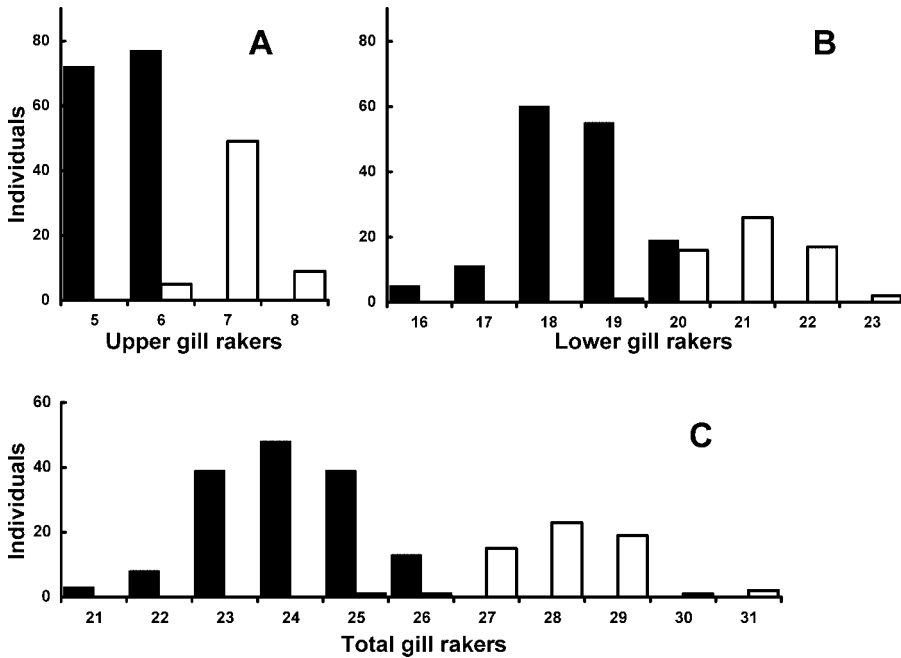 A
80
60
40
20
0
Individuals
5 6 7 8
Upper gill rakers
B
80
60
40
20
0
16 17 18 19 20 21 22 23
Lower gill rakers
C
60
40
20
0
Individuals
21 22 23 24 25 26 27 28 29 30 31
Total gill rakers